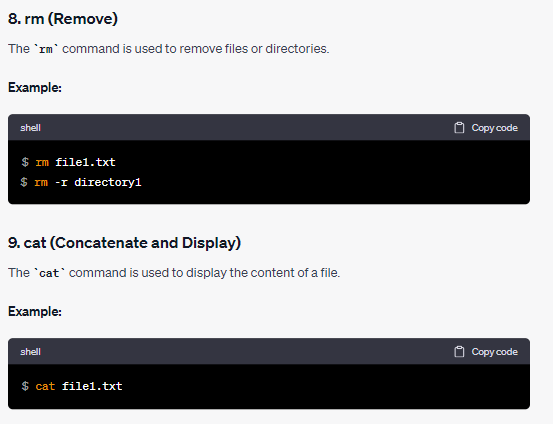 8. rm (Remove)
The `rm` command is used to remove files or directories.
Example:
shell Copy code
$ rm file1.txt
$ rm -r directory1
9. cat (Concatenate and Display)
The `cat` command is used to display the content of a file.
Example:
shell Copy code
$ cat file1.txt